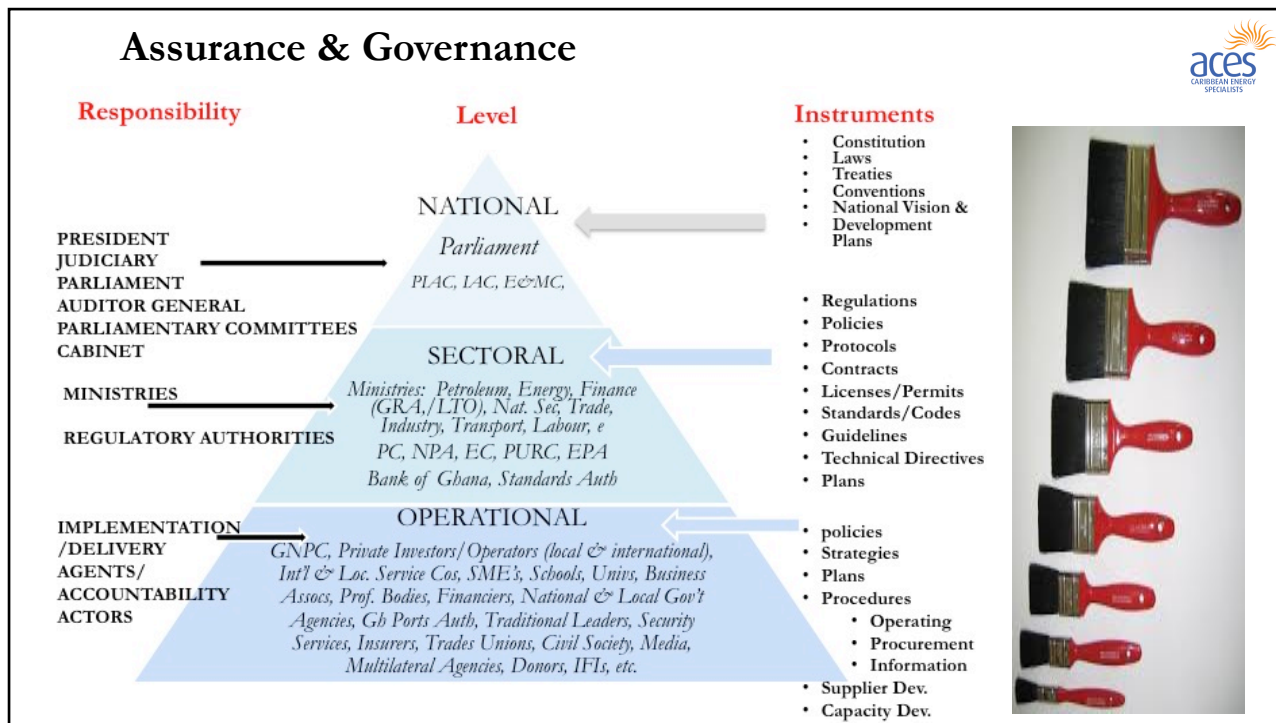 Assurance & Governance
aces
CARIBBEAN ENERGY
SPECIALISTS
Responsibility
Level
Instruments
PRESIDENT
JUDICIARY
PARLIAMENT
AUDITOR GENERAL
PARLIAMENTARY COMMITTEES
CABINET
MINISTRIES
REGULATORY AUTHORITIES
IMPLEMENTATION
/DELIVERY
AGENTS/
ACCOUNTABILITY
ACTORS
NATIONAL
Parliament
PIAC, IAC, E&MC,
SECTORAL
Ministries: Petroleum, Energy, Finance
(GRA,/LTO), Nat. Sec, Trade,
Industry, Transport, Labour, e
PC, NPA, EC, PURC, EPA
Bank of Ghana, Standards Auth
OPERATIONAL
GNPC, Private Investors/Operators (local & international),
Int'l & Loc. Service Cos, SME's, Schools, Univs, Business
Assocs, Prof. Bodies, Financiers, National & Local Gov't
Agencies, Gh Ports Auth, Traditional Leaders, Security
Services, Insurers, Trades Unions, Civil Society, Media,
Multilateral Agencies, Donors, IFIs, etc.
• Constitution
• Laws
• Treaties
• Conventions
• National Vision &
• Development
Plans
• Regulations
• Policies
• Protocols
• Contracts
• Licenses/Permits
• Standards/Codes
• Guidelines
• Technical Directives
• Plans
• policies
• Strategies
• Plans
• Procedures
• Operating
• Procurement
• Information
• Supplier Dev.
• Capacity Dev.